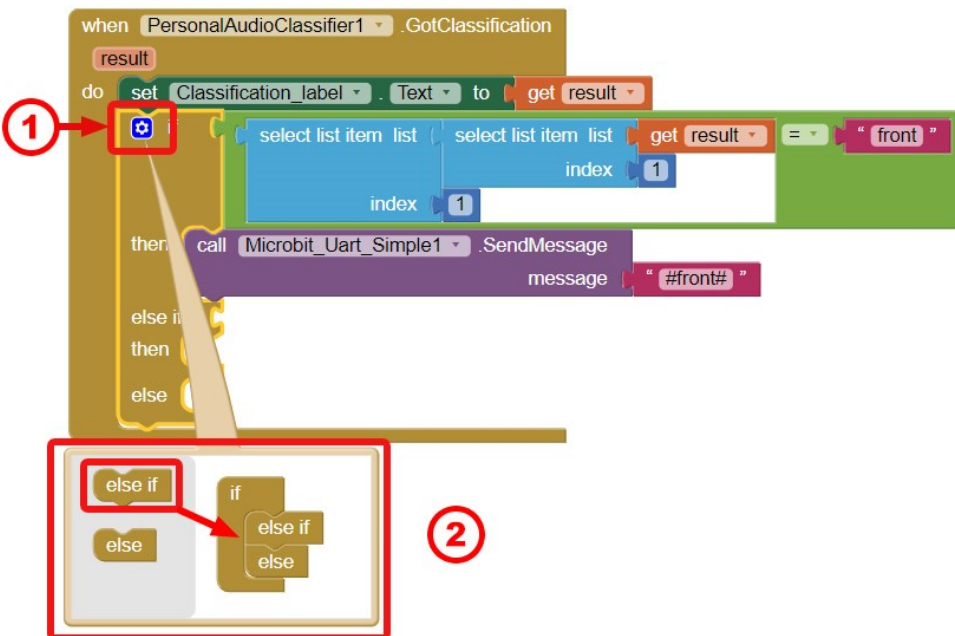 when PersonalAudioClassifier1 .GotClassification
result
do set Classification_label . Text to get result
1
if select list item list select list item list get result = " front "
index 1
index 1
then call Microbit_Uart_Simple1 .SendMessage
message " #front# "
else if
then
else
else if
else
if
else if
else
2